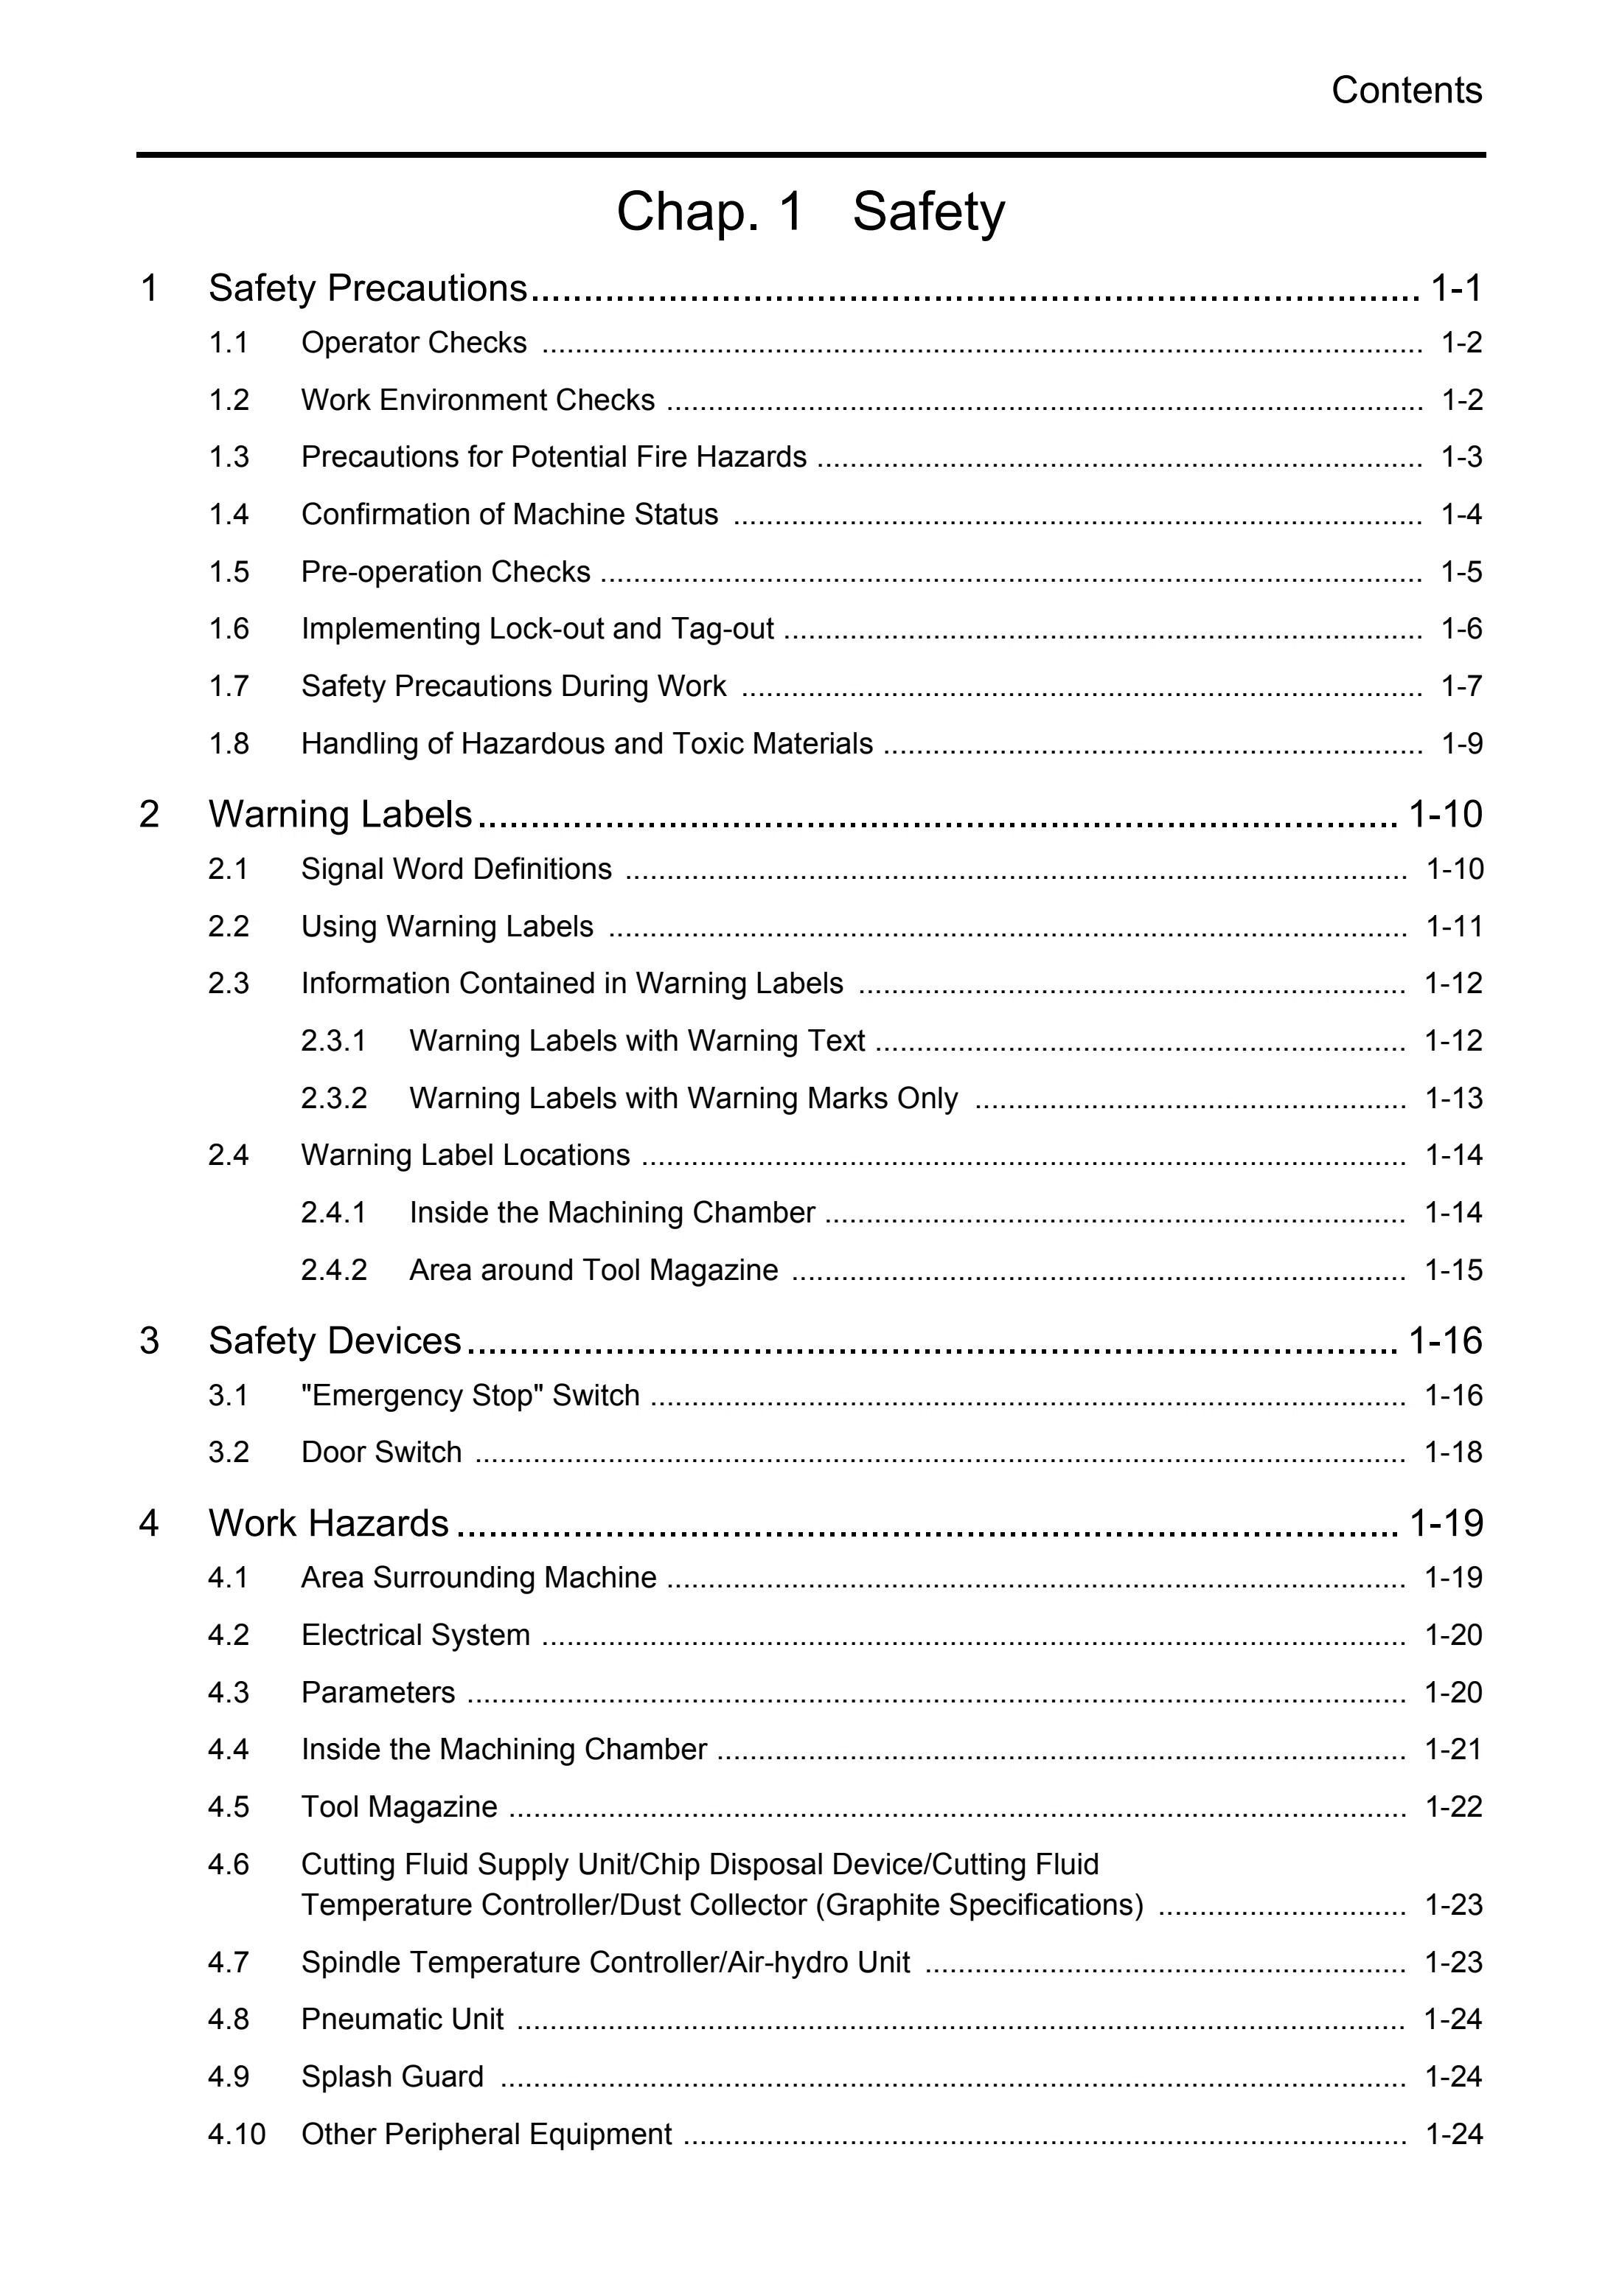 Contents
Chap. 1 Safety
1 Safety Precautions 1-1
1.1 Operator Checks 1-2
1.2 Work Environment Checks 1-2
1.3 Precautions for Potential Fire Hazards 1-3
1.4 Confirmation of Machine Status 1-4
1.5 Pre-operation Checks 1-5
1.6 Implementing Lock-out and Tag-out 1-6
1.7 Safety Precautions During Work 1-7
1.8 Handling of Hazardous and Toxic Materials 1-9
2 Warning Labels 1-10
2.1 Signal Word Definitions 1-10
2.2 Using Warning Labels 1-11
2.3 Information Contained in Warning Labels 1-12
2.3.1 Warning Labels with Warning Text 1-12
2.3.2 Warning Labels with Warning Marks Only 1-13
2.4 Warning Label Locations 1-14
2.4.1 Inside the Machining Chamber 1-14
2.4.2 Area around Tool Magazine 1-15
3 Safety Devices 1-16
3.1 "Emergency Stop" Switch 1-16
3.2 Door Switch 1-18
4 Work Hazards 1-19
4.1 Area Surrounding Machine 1-19
4.2 Electrical System 1-20
4.3 Parameters 1-20
4.4 Inside the Machining Chamber 1-21
4.5 Tool Magazine 1-22
4.6 Cutting Fluid Supply Unit/Chip Disposal Device/Cutting Fluid
Temperature Controller/Dust Collector (Graphite Specifications) 1-23
4.7 Spindle Temperature Controller/Air-hydro Unit 1-23
4.8 Pneumatic Unit 1-24
4.9 Splash Guard 1-24
4.10 Other Peripheral Equipment 1-24